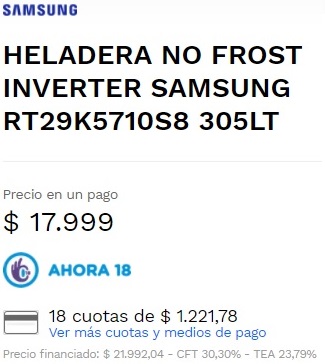 SAMSUNG
HELADERA NO FROST
INVERTER SAMSUNG
RT29K5710S8 305LT
Precio en un pago
$ 17.999
AHORA 18
18 cuotas de $ 1.221,78
Ver más cuotas y medios de pago
Precio financiado: $ 21.992,04 - CFT 30,30% - TEA 23,79%